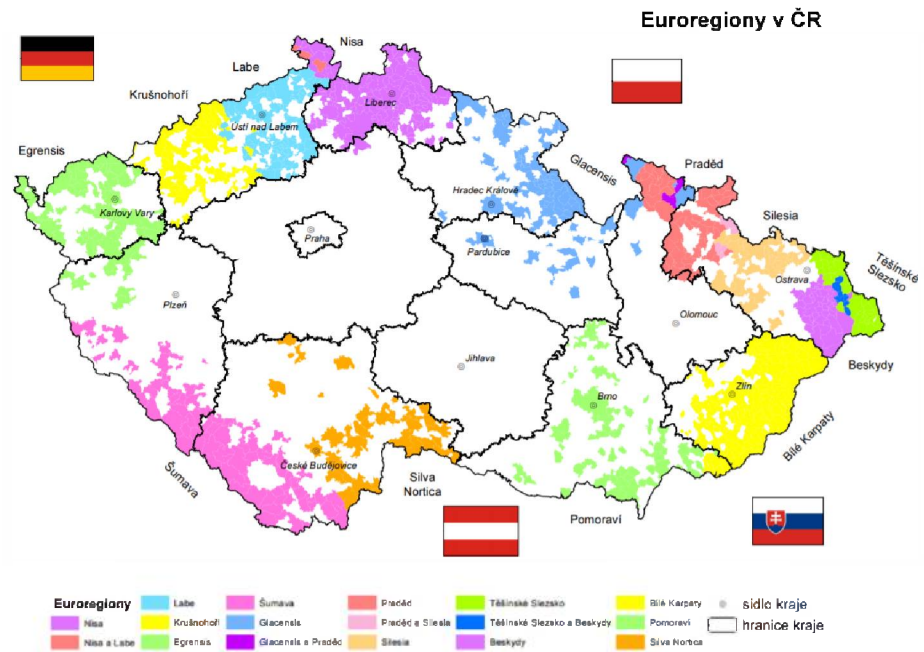 Euroregiony v ČR
Nisa
Labe
Krušnohoří
Liberec
Ústí nad Labem
Egrensis
Glacensis
Praděd
Karlovy Vary
Hradec Králové
Silesia
Těšínské
Slezsko
Praha
Pardubice
Ostrava
Plzeň
Olomouc
Jihlava
Beskydy
Zlín
Brno
Bílé Karpaty
České Budějovice
Šumava
Silva
Nortica
Pomoraví
Euroregiony
Labe
Šumava
Praděd
Těšínské Slezsko
Bílé Karpaty
sídlo kraje
Nisa
Krušnohoří
Glacensis
Praděd a Silesia
Těšínské Slezsko a Beskydy
Pomoraví
hranice kraje
Nisa a Labe
Egrensis
Glacensis a Praděd
Silesia
Beskydy
Silva Nortica